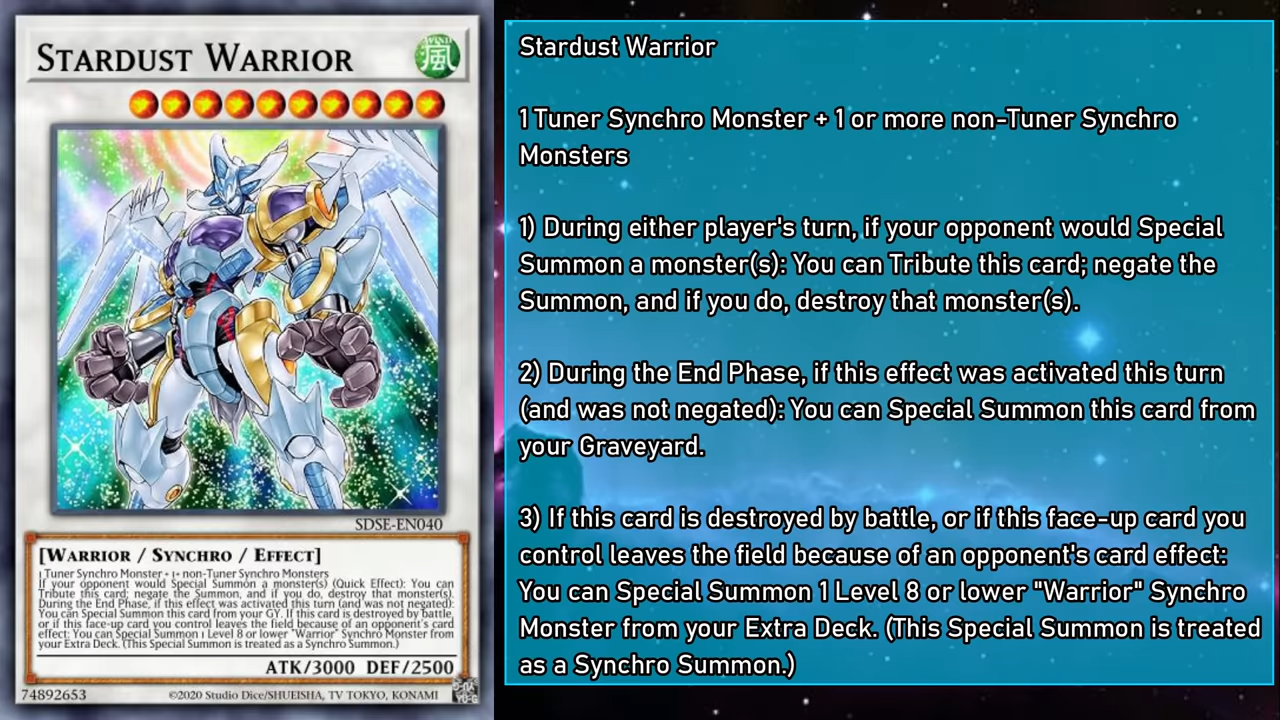 STARDUST WARRIOR
WIND
風
SDSE-EN040
[WARRIOR / SYNCHRO / EFFECT]
1 Tuner Synchro Monster + 1+ non-Tuner Synchro Monsters
If your opponent would Special Summon a monster(s) (Quick Effect): You can
Tribute this card; negate the Summon, and if you do, destroy that monster(s).
During the End Phase, if this effect was activated this turn (and was not negated):
You can Special Summon this card from your GY. If this card is destroyed by battle,
or if this face-up card you control leaves the field because of an opponent's card
effect: You can Special Summon 1 Level 8 or lower "Warrior" Synchro Monster from
your Extra Deck. (This Special Summon is treated as a Synchro Summon.)
ATK/3000 DEF/2500
74892653
©2020 Studio Dice/SHUEISHA, TV TOKYO, KONAMI
Stardust Warrior
1 Tuner Synchro Monster + 1 or more non-Tuner Synchro
Monsters
1) During either player's turn, if your opponent would Special
Summon a monster(s): You can Tribute this card; negate the
Summon, and if you do, destroy that monster(s).
2) During the End Phase, if this effect was activated this turn
(and was not negated): You can Special Summon this card from
your Graveyard.
3) If this card is destroyed by battle, or if this face-up card you
control leaves the field because of an opponent's card effect:
You can Special Summon 1 Level 8 or lower "Warrior" Synchro
Monster from your Extra Deck. (This Special Summon is treated
as a Synchro Summon.)